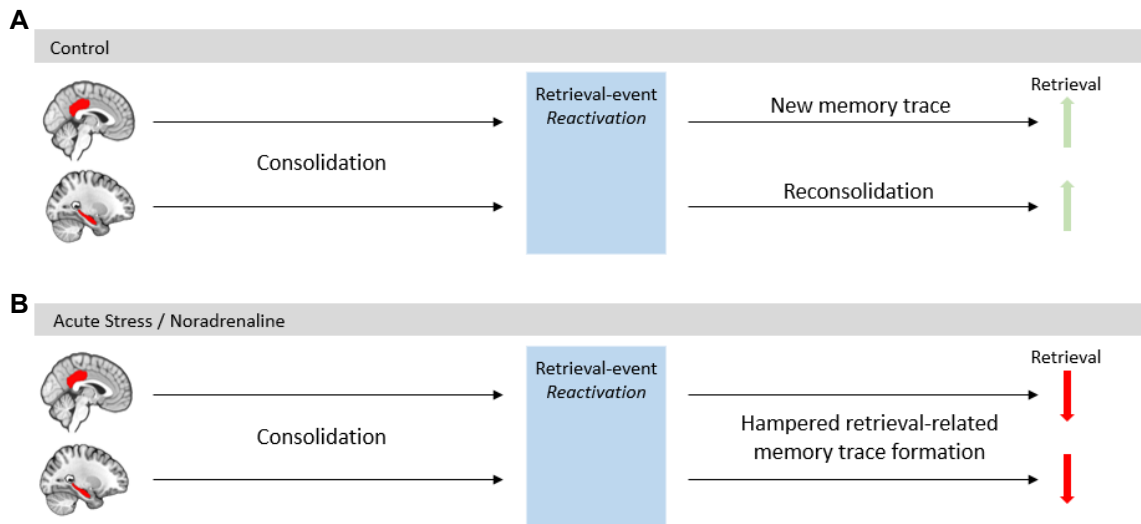 A
Control
Retrieval-event
Reactivation
Consolidation
New memory trace
Reconsolidation
Retrieval
B
Acute Stress / Noradrenaline
Retrieval-event
Reactivation
Consolidation
Hampered retrieval-related
memory trace formation
Retrieval